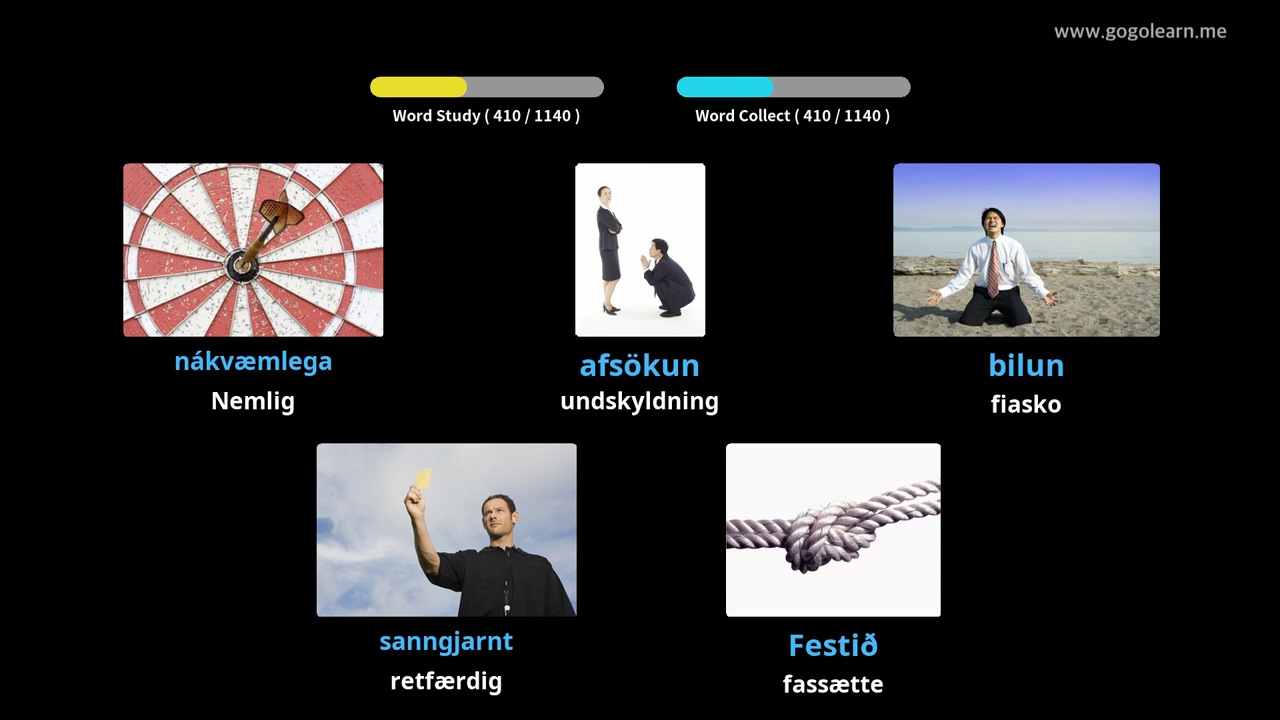 www.gogolearn.me
Word Study ( 410 / 1140 )
Word Collect ( 410 / 1140 )
nákvæmlega
Nemlig
afsökun
undskyldning
bilun
fiasko
sanngjarnt
retfærdig
Festið
fassætte